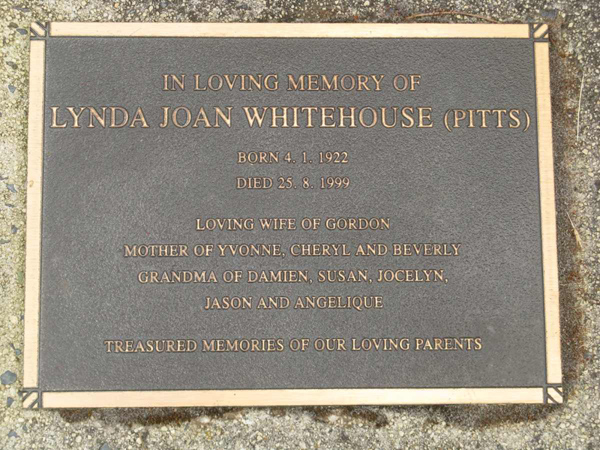 IN LOVING MEMORY OF
LYNDA JOAN WHITEHOUSE (PITTS)
BORN 4. 1. 1922
DIED 25. 8. 1999
LOVING WIFE OF GORDON
MOTHER OF YVONNE, CHERYL AND BEVERLY
GRANDMA OF DAMIEN, SUSAN, JOCELYN,
JASON AND ANGELIQUE
TREASURED MEMORIES OF OUR LOVING PARENTS